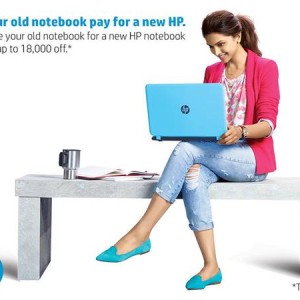 ur old notebook pay for a new HP.
e your old notebook for a new HP notebook
up to 18,000 off.*
hp
*T